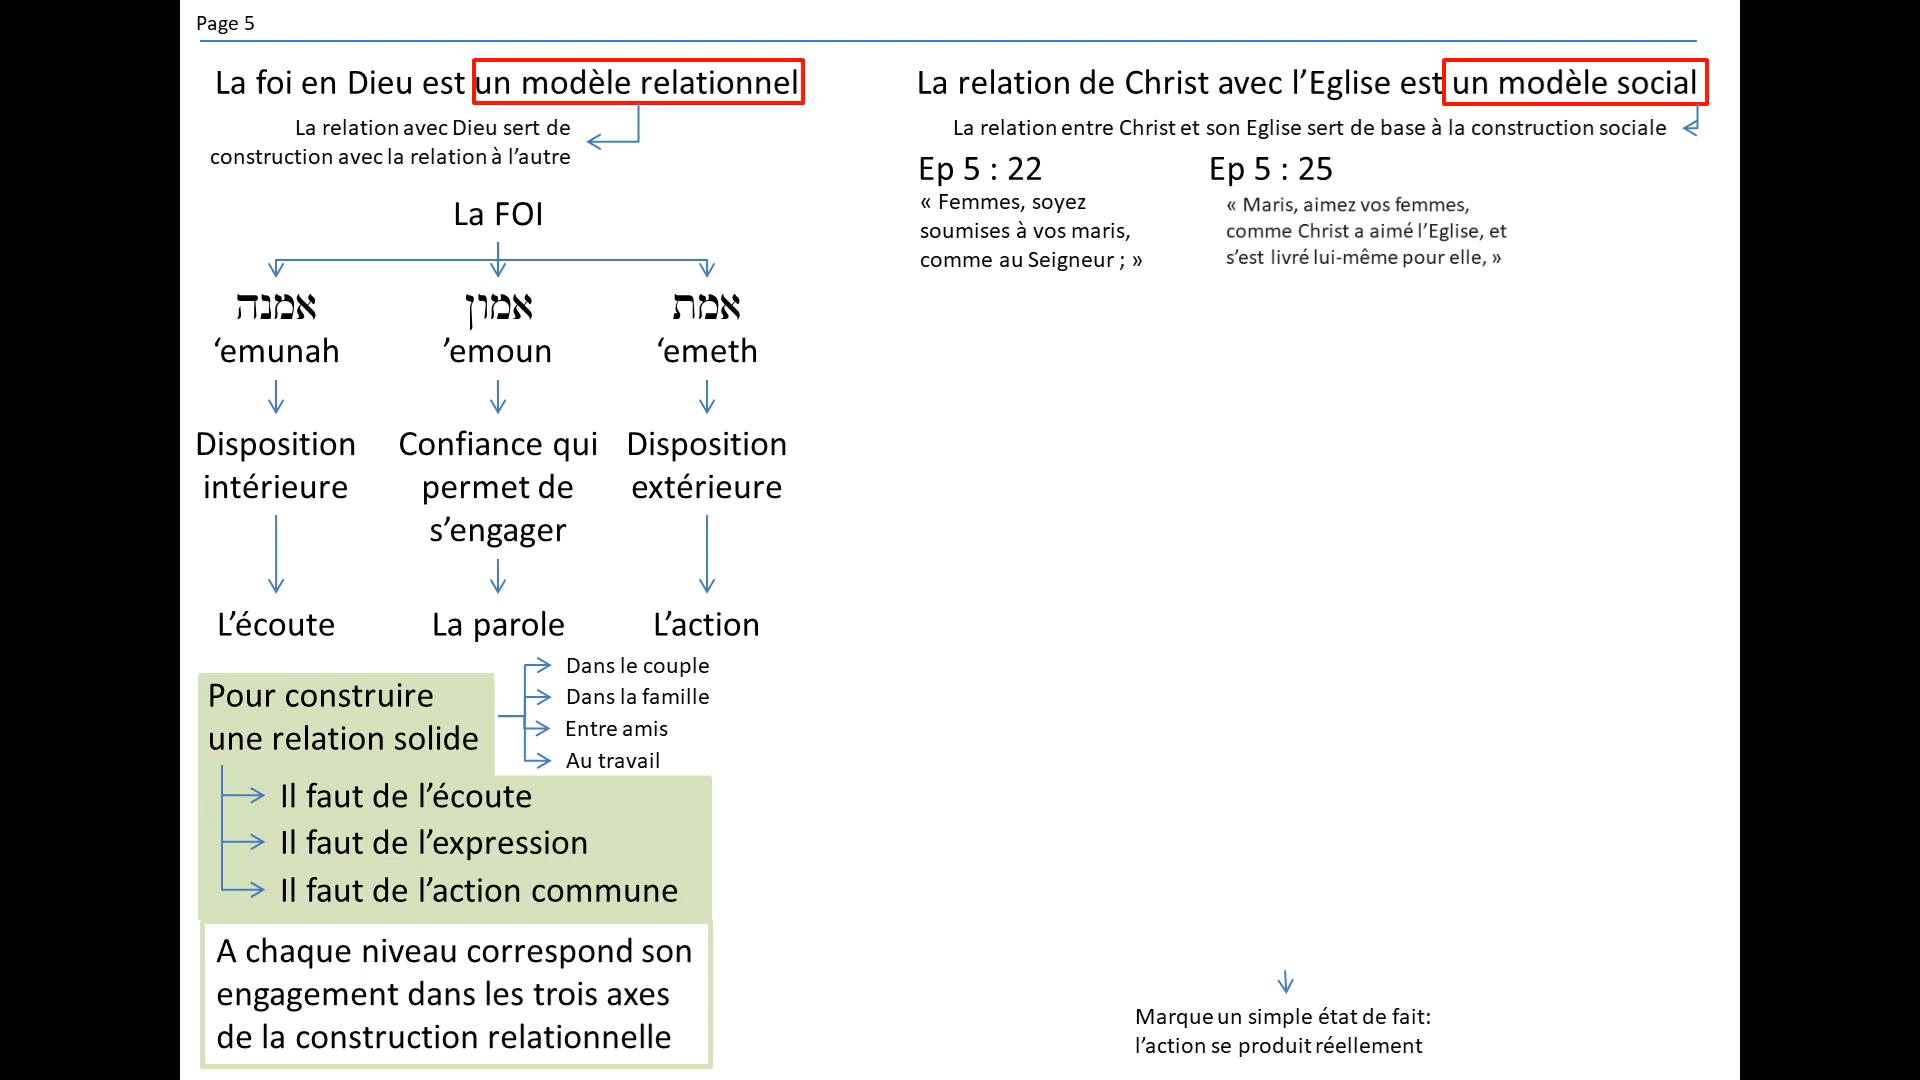 Page 5
La foi en Dieu est un modèle relationnel
La relation avec Dieu sert de
construction avec la relation à l’autre
La FOI
אמנה
אמון
אמת
‘emunah
’emoun
‘emeth
Disposition
intérieure
Confiance qui
permet de
s’engager
Disposition
extérieure
L’écoute
La parole
L’action
Pour construire
une relation solide
Dans le couple
Dans la famille
Entre amis
Au travail
Il faut de l’écoute
Il faut de l’expression
Il faut de l’action commune
A chaque niveau correspond son
engagement dans les trois axes
de la construction relationnelle
La relation de Christ avec l’Eglise est un modèle social
La relation entre Christ et son Eglise sert de base à la construction sociale
Ep 5 : 22
« Femmes, soyez
soumises à vos maris,
comme au Seigneur ; »
Ep 5 : 25
« Maris, aimez vos femmes,
comme Christ a aimé l’Eglise, et
s’est livré lui-même pour elle, »
Marque un simple état de fait:
l’action se produit réellement